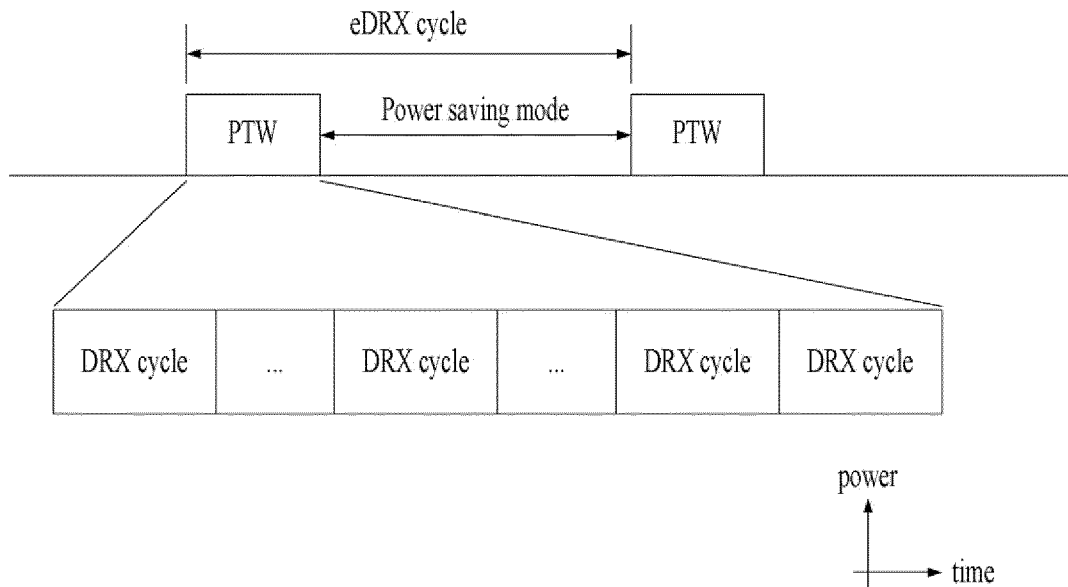 eDRX cycle
PTW
Power saving mode
PTW
DRX cycle
...
DRX cycle
...
DRX cycle
DRX cycle
power
time